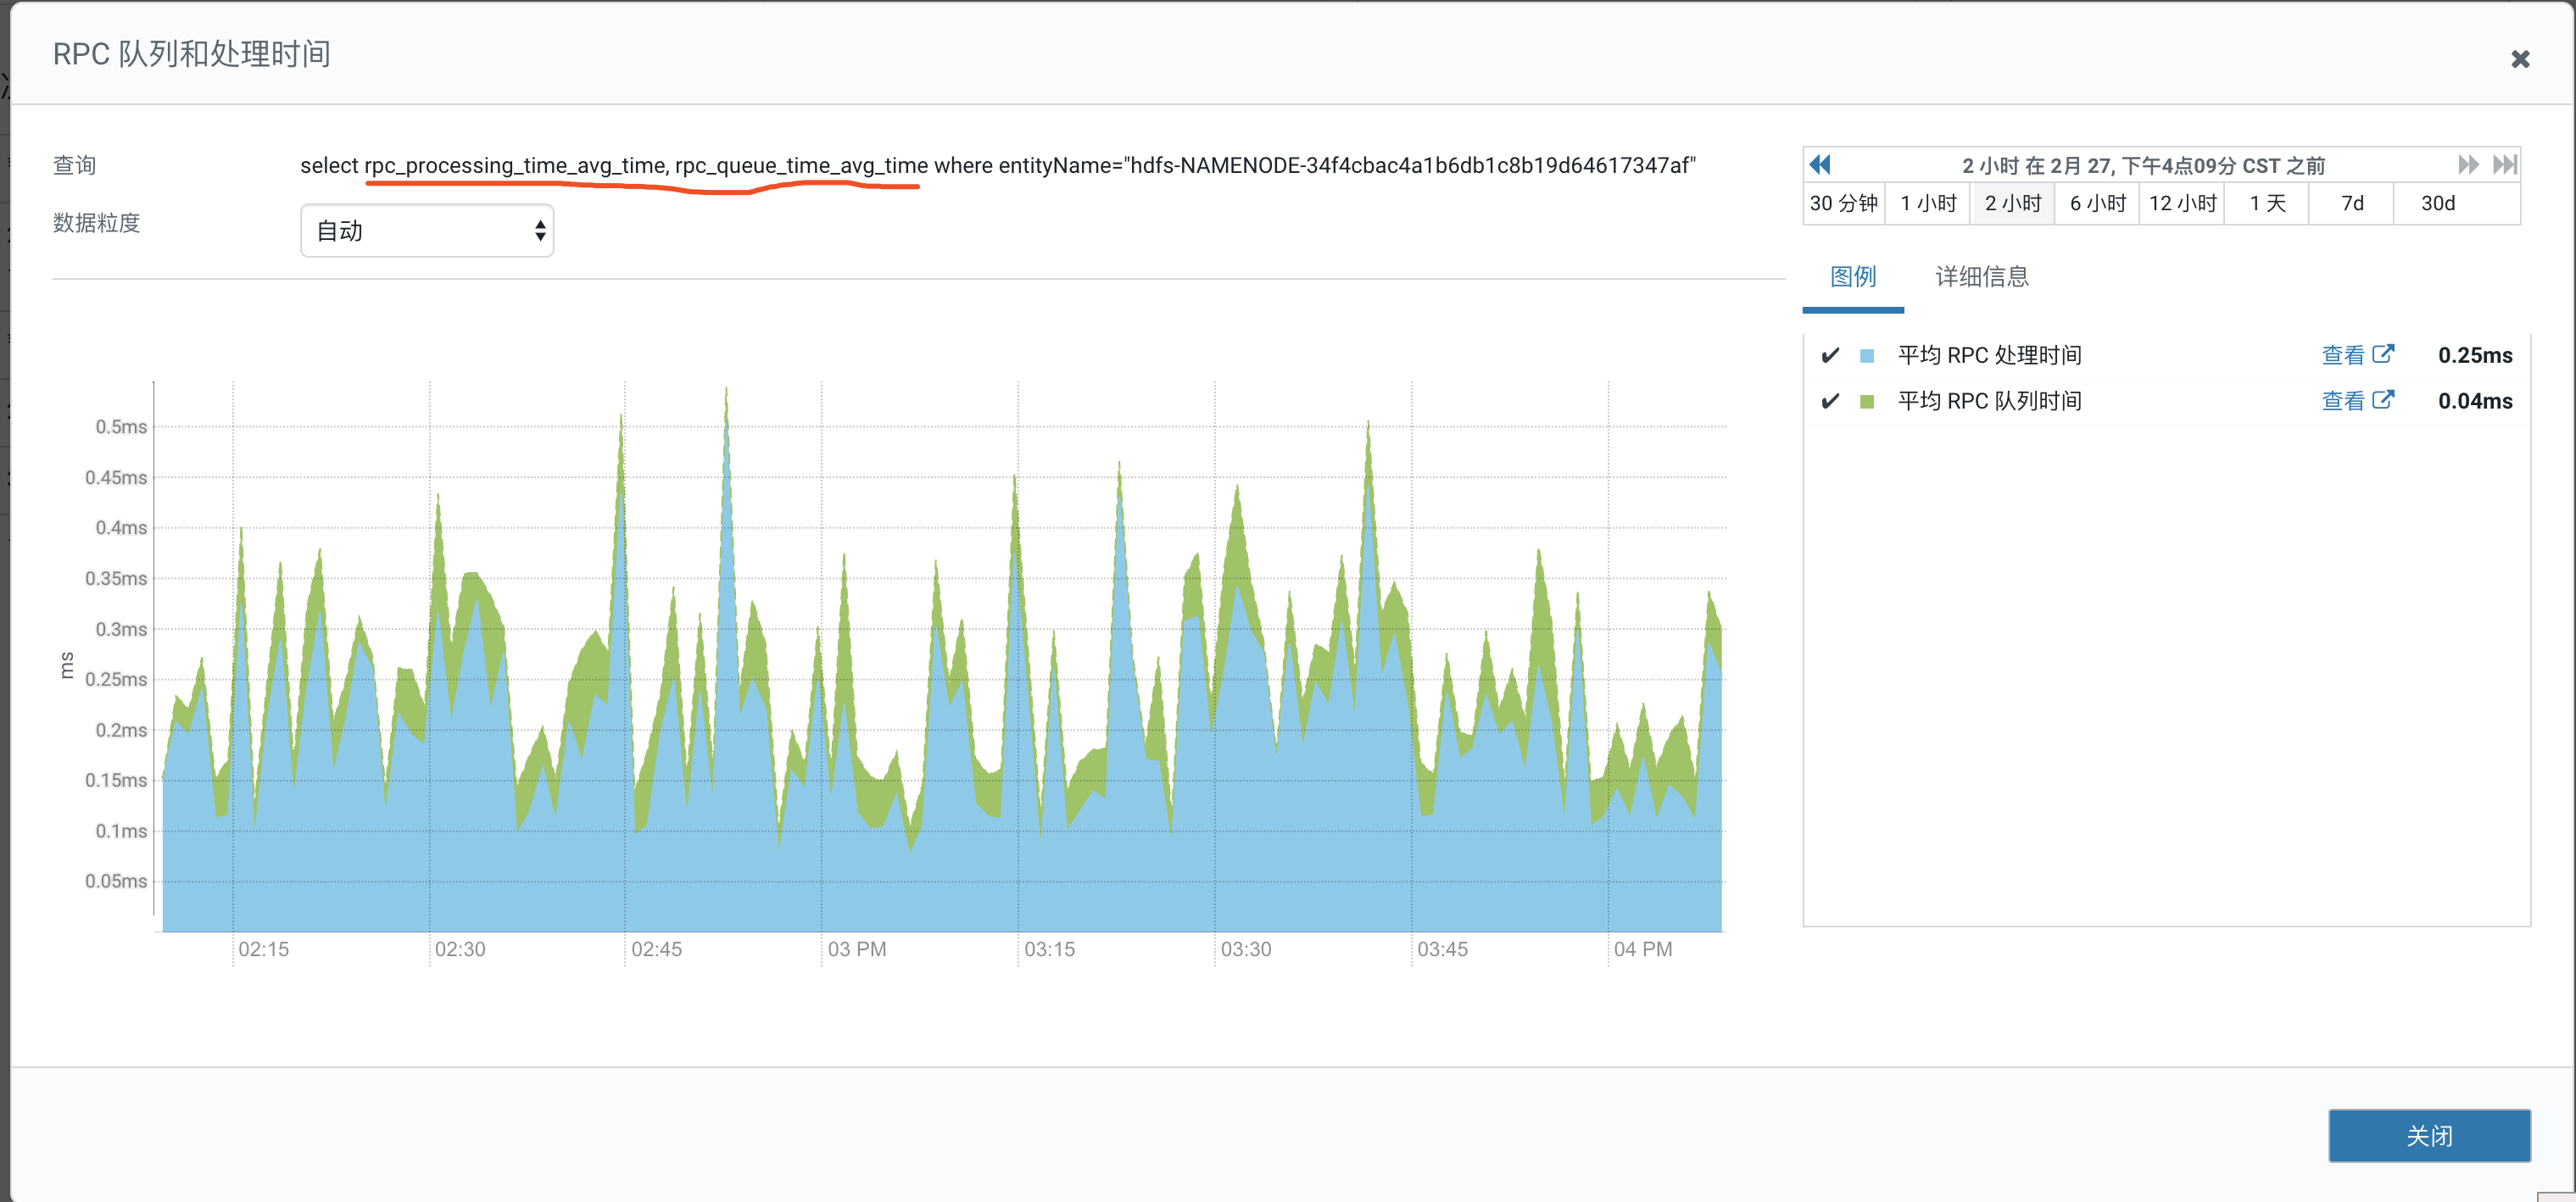 RPC 队列和处理时间
查询
select rpc_processing_time_avg_time, rpc_queue_time_avg_time where entityName="hdfs-NAMENODE-34f4cbac4a1b6db1c8b19d64617347af"
数据粒度
自动
2 小时 在 2月 27, 下午4点09分 CST 之前
30 分钟 1 小时 2 小时 6 小时 12 小时 1 天 7d 30d
图例 详细信息
平均 RPC 处理时间 查看 0.25ms
平均 RPC 队列时间 查看 0.04ms
0.5ms
0.45ms
0.4ms
0.35ms
0.3ms
0.25ms
0.2ms
0.15ms
0.1ms
0.05ms
ms
02:15 02:30 02:45 03 PM 03:15 03:30 03:45 04 PM
关闭